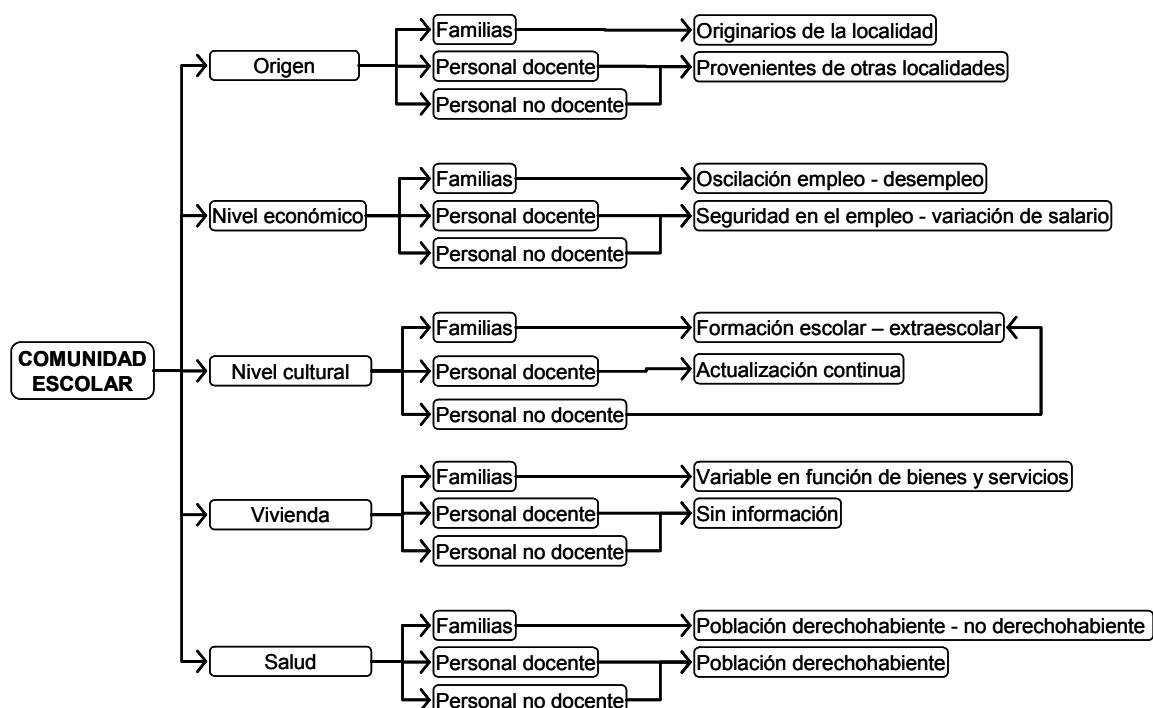 COMUNIDAD
ESCOLAR
Origen
Familias
Originarios de la localidad
Personal docente
Provenientes de otras localidades
Personal no docente
Nivel económico
Familias
Oscilación empleo - desempleo
Personal docente
Seguridad en el empleo - variación de salario
Personal no docente
Nivel cultural
Familias
Formación escolar – extraescolar
Personal docente
Actualización continua
Personal no docente
Vivienda
Familias
Variable en función de bienes y servicios
Personal docente
Sin información
Personal no docente
Salud
Familias
Población derechohabiente - no derechohabiente
Personal docente
Población derechohabiente
Personal no docente